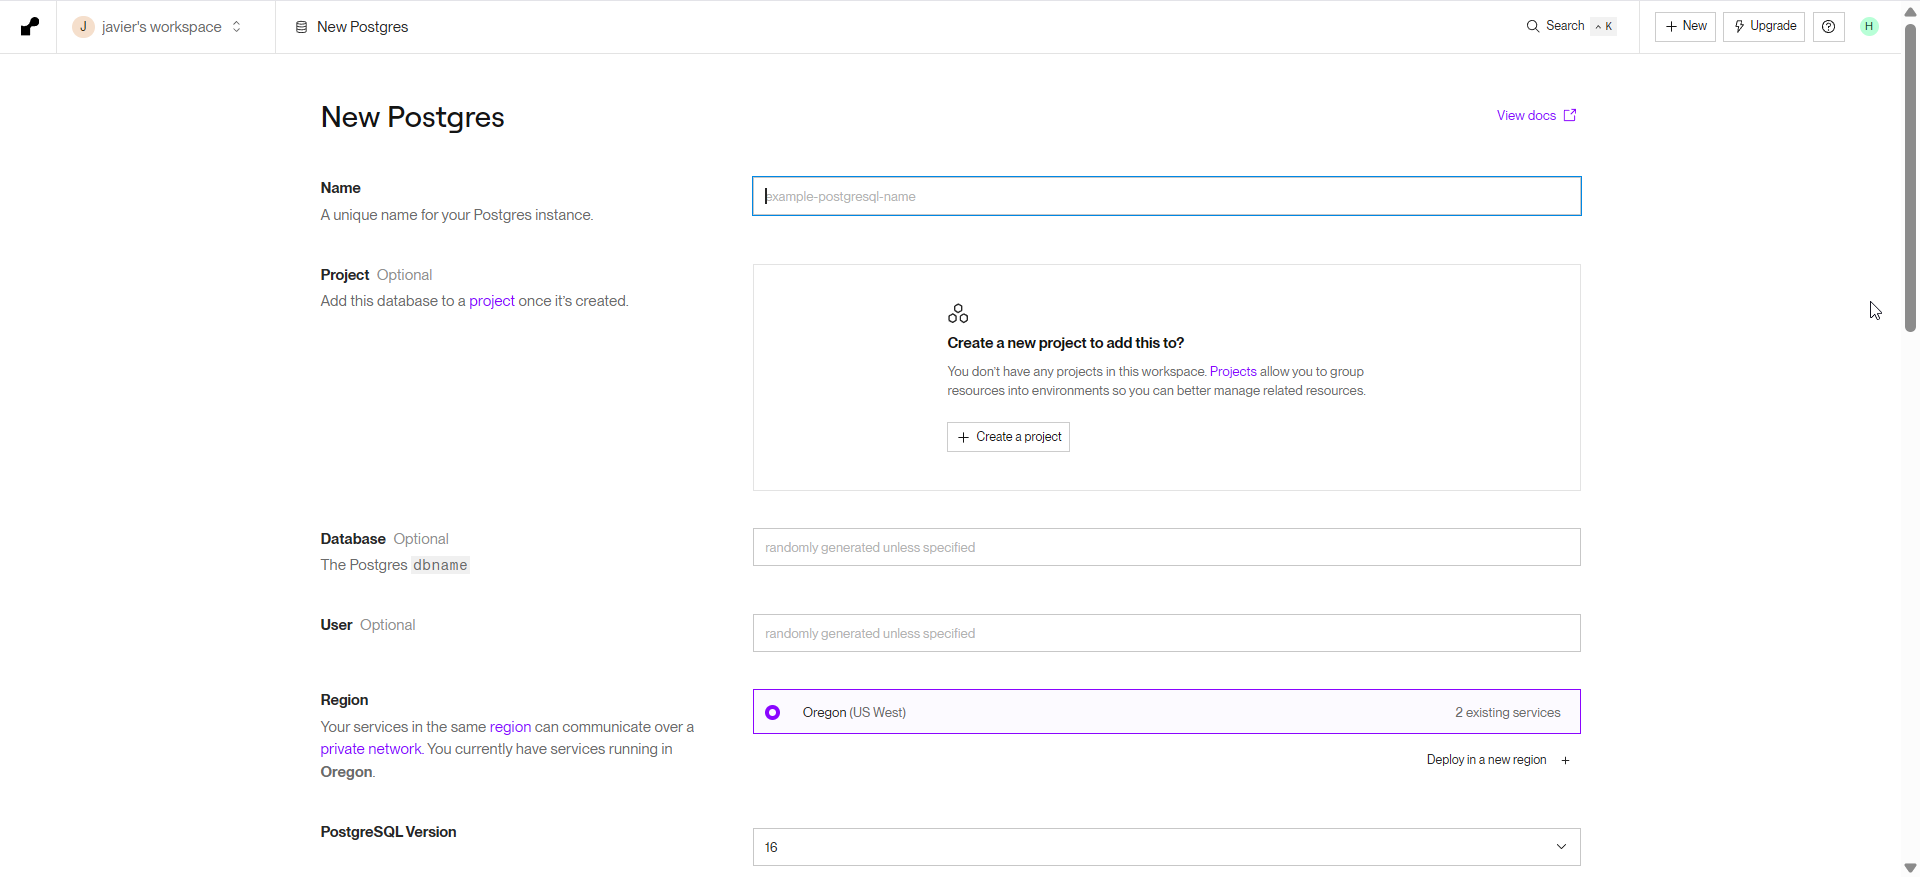 J javier's workspace
New Postgres
Search ^ K
+ New
Upgrade
H
New Postgres
View docs
Name
A unique name for your Postgres instance.
example-postgresql-name
Project Optional
Add this database to a project once it's created.
Create a new project to add this to?
You don't have any projects in this workspace. Projects allow you to group
resources into environments so you can better manage related resources.
+ Create a project
Database Optional
The Postgres dbname
randomly generated unless specified
User Optional
randomly generated unless specified
Region
Your services in the same region can communicate over a
private network. You currently have services running in
Oregon.
Oregon (US West)
2 existing services
Deploy in a new region +
PostgreSQL Version
16